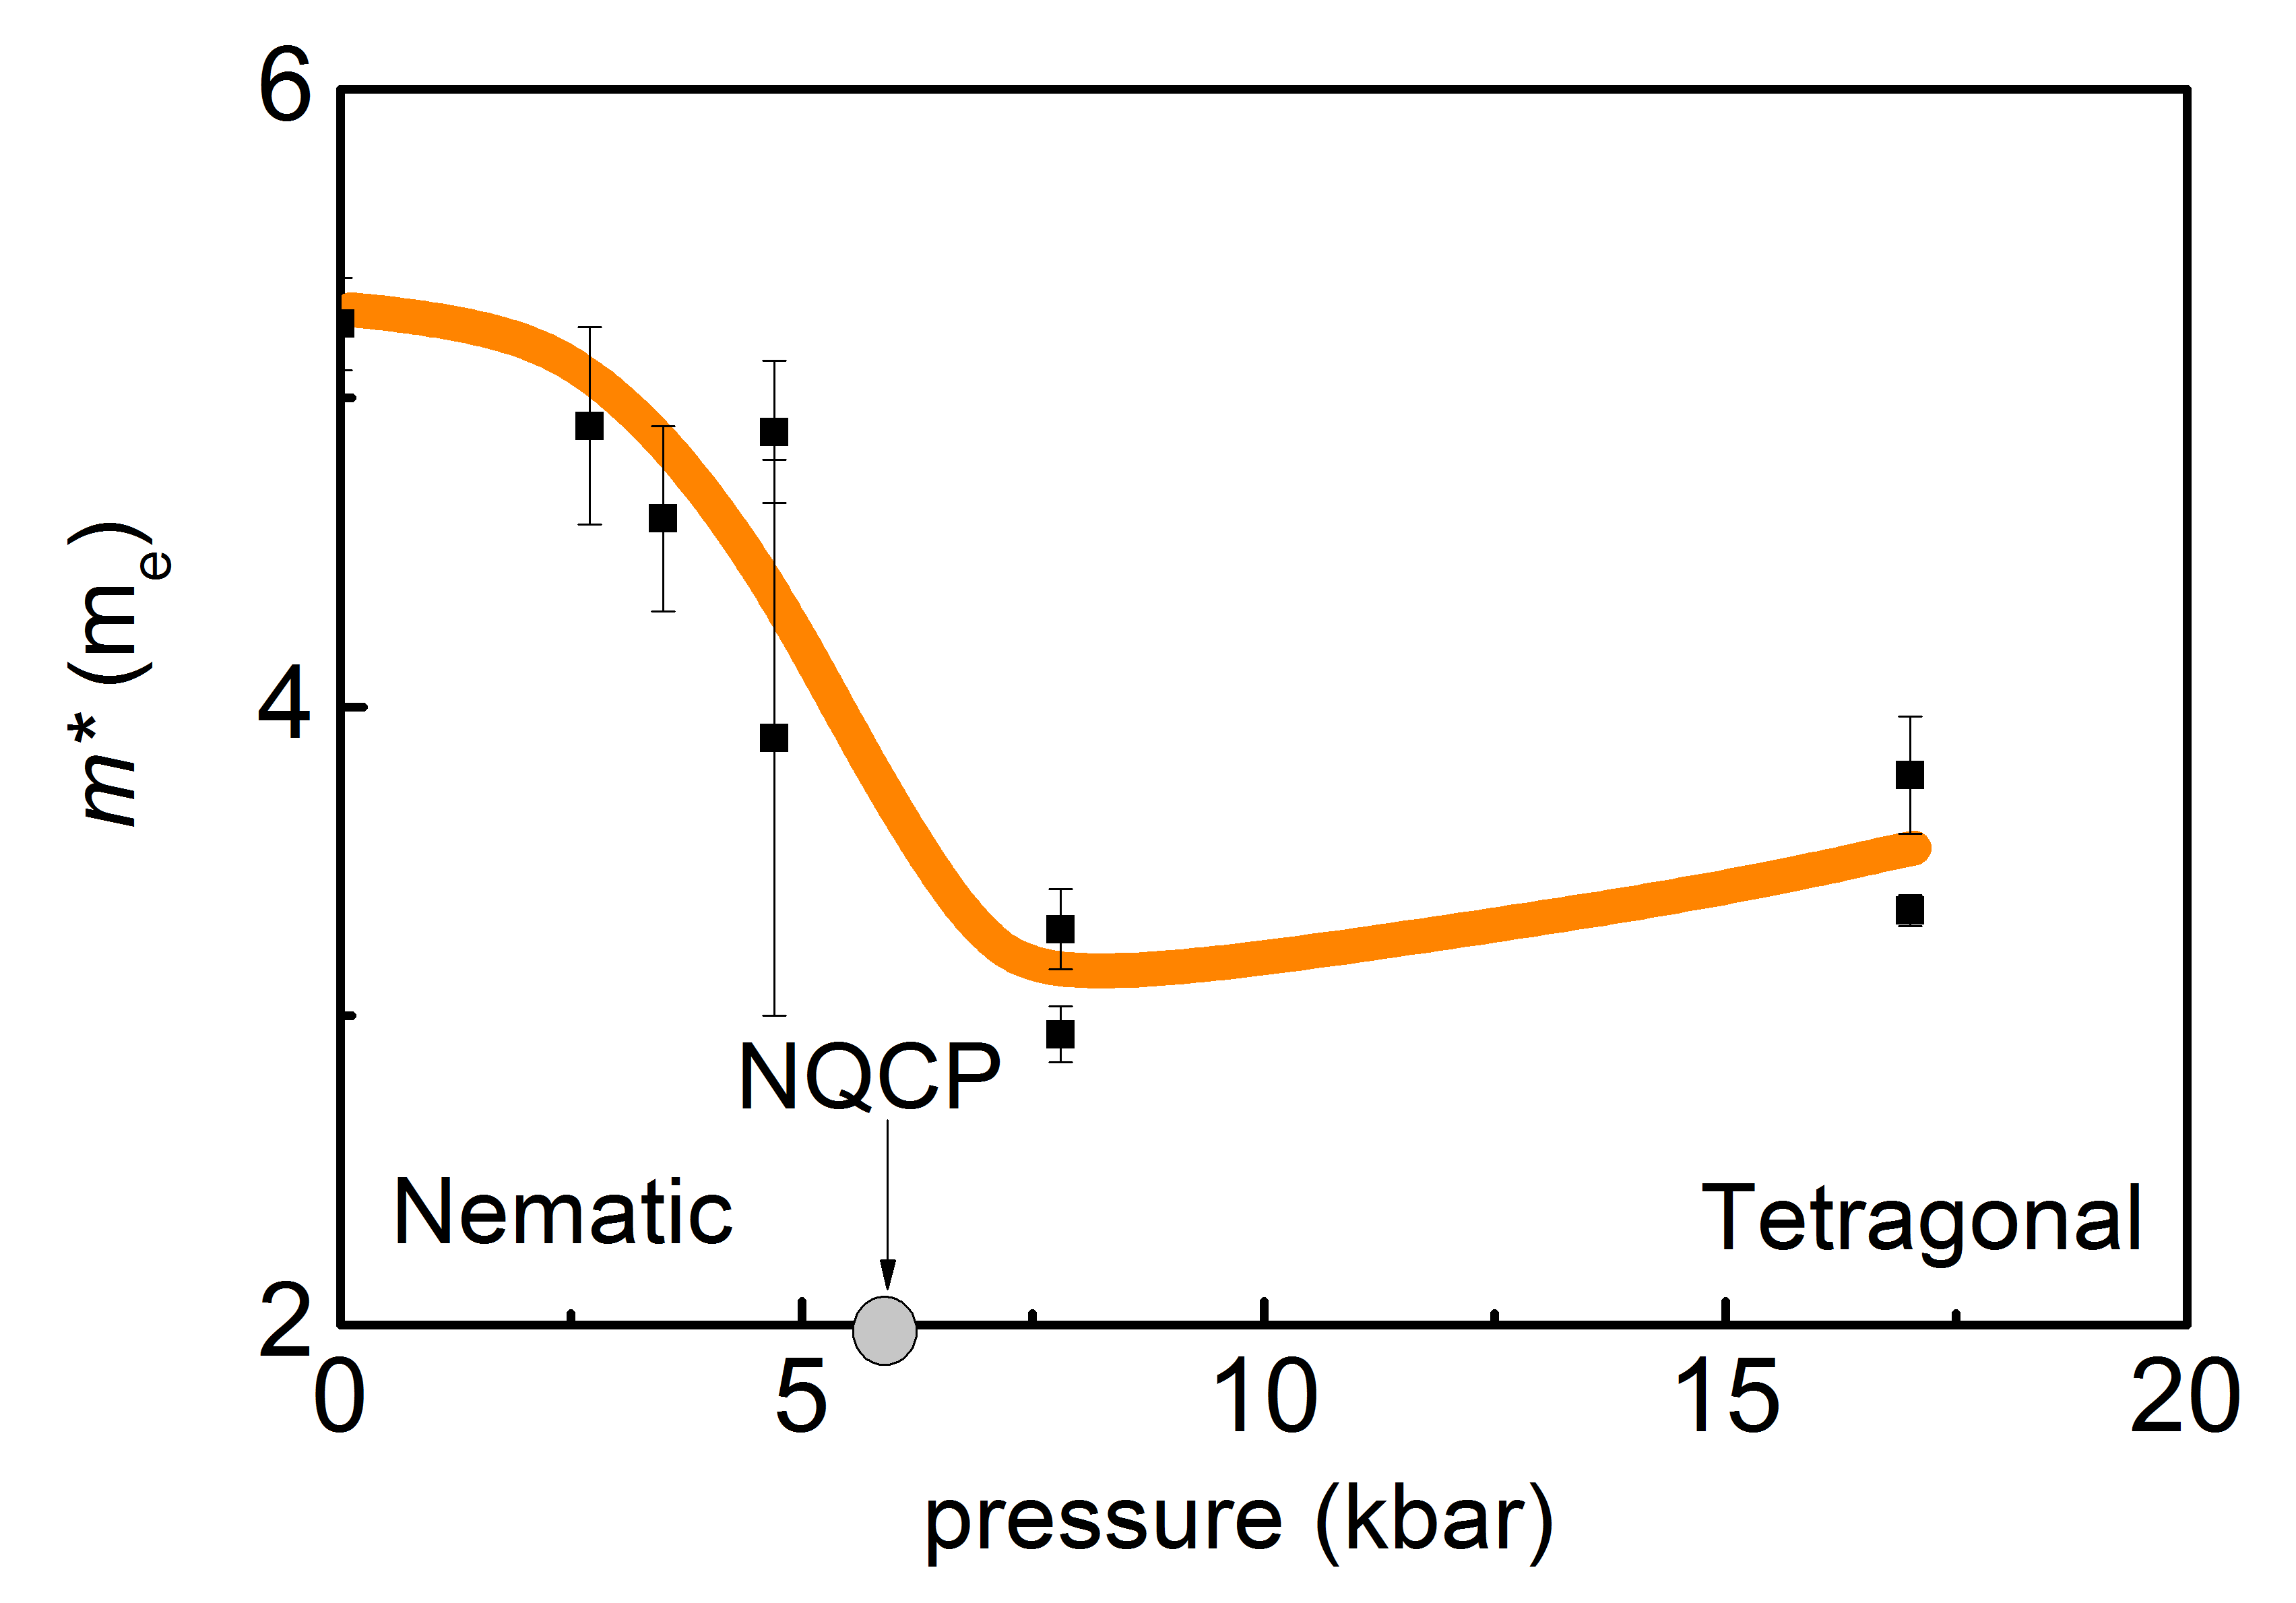 6
4
2
m* (mₑ)
NQCP
Nematic
Tetragonal
0 5 10 15 20
pressure (kbar)